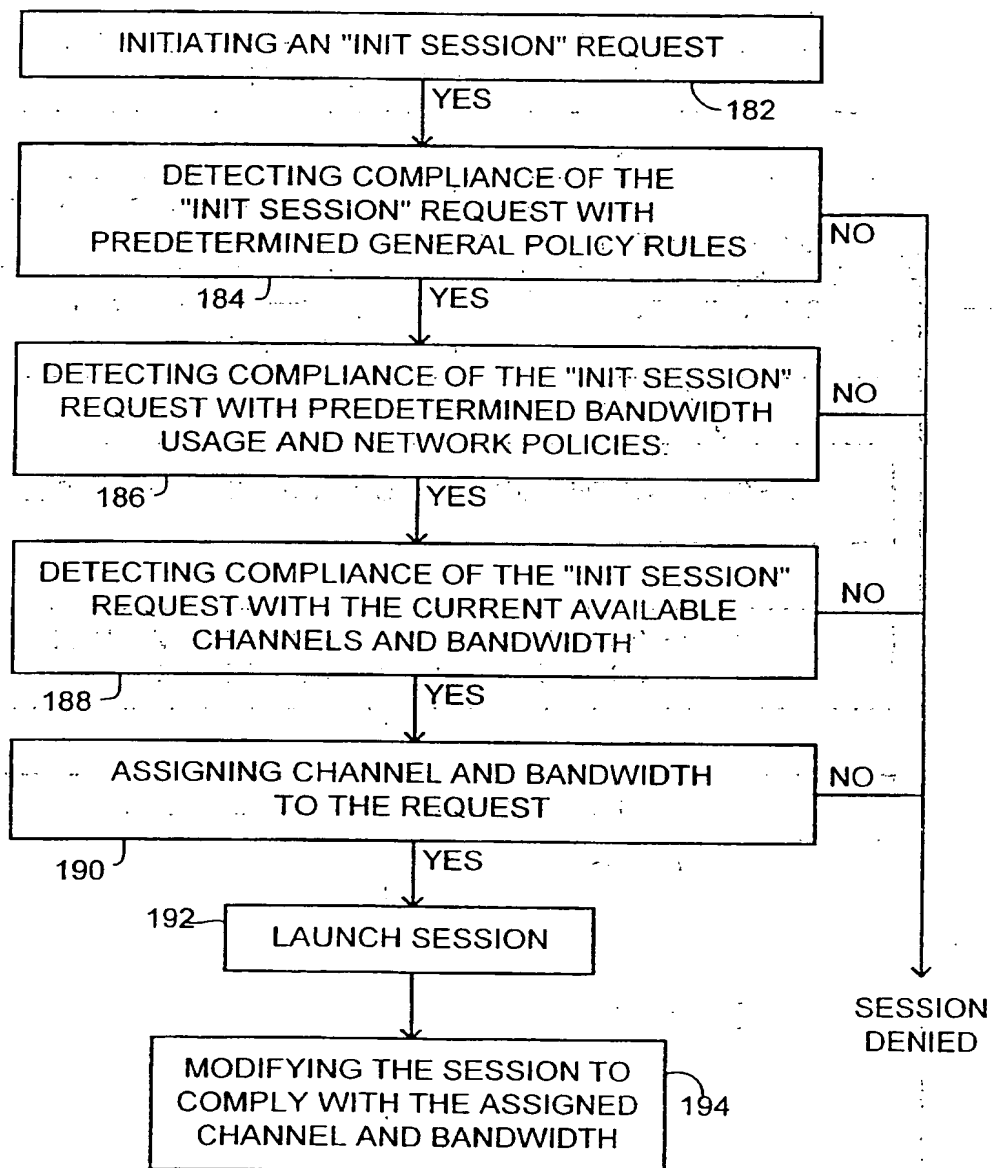 INITIATING AN "INIT SESSION" REQUEST
182
YES
DETECTING COMPLIANCE OF THE
"INIT SESSION" REQUEST WITH
PREDETERMINED GENERAL POLICY RULES
NO
184
YES
DETECTING COMPLIANCE OF THE "INIT SESSION"
REQUEST WITH PREDETERMINED BANDWIDTH
USAGE AND NETWORK POLICIES
NO
186
YES
DETECTING COMPLIANCE OF THE "INIT SESSION"
REQUEST WITH THE CURRENT AVAILABLE
CHANNELS AND BANDWIDTH
NO
188
YES
ASSIGNING CHANNEL AND BANDWIDTH
TO THE REQUEST
NO
190
YES
192
LAUNCH SESSION
SESSION
DENIED
MODIFYING THE SESSION TO
COMPLY WITH THE ASSIGNED
CHANNEL AND BANDWIDTH
194